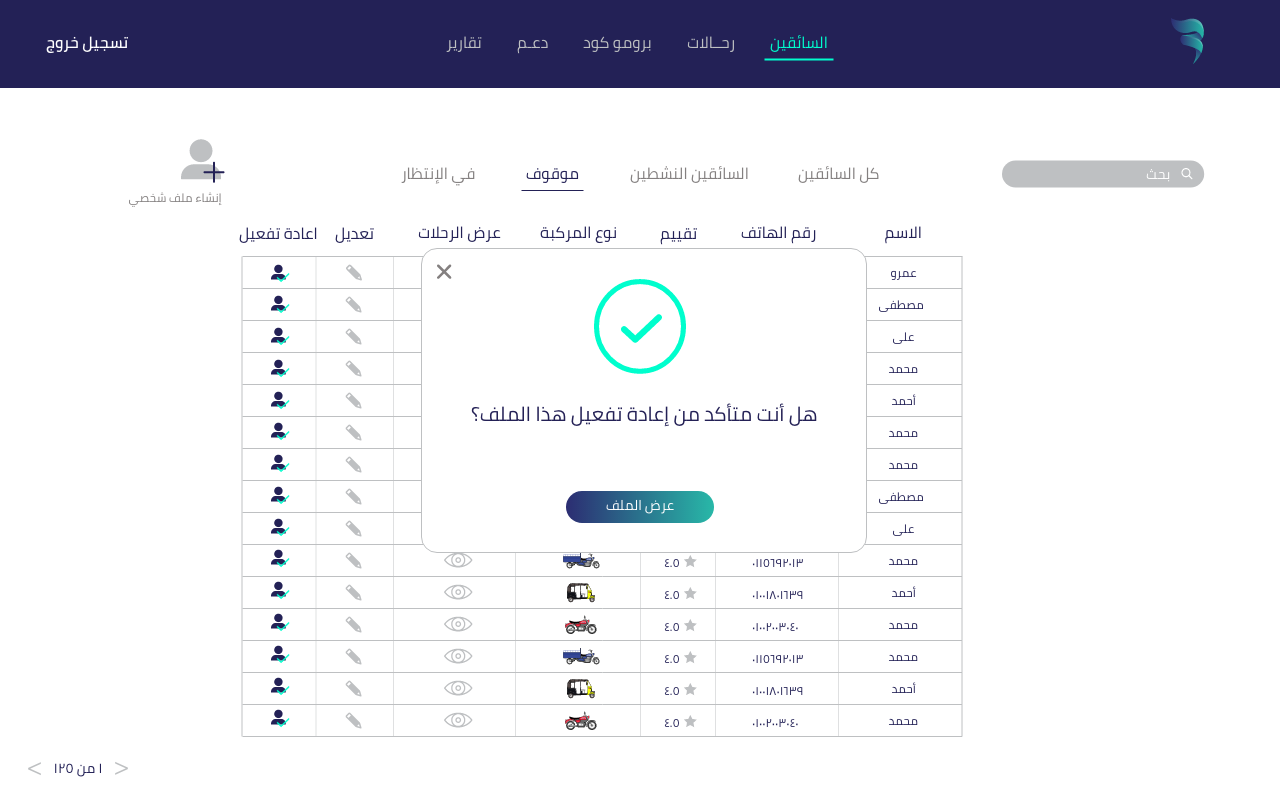 السائقين
رحــالات
برومو كود
دعـم
تقارير
تسجيل خروج
بحث
كل السائقين
السائقين النشطين
موقوف
في الإنتظار
إنشاء ملف شخصي
الاسم
رقم الهاتف
تقييم
نوع المركبة
عرض الرحلات
تعديل
اعادة تفعيل
عمرو
مصطفى
على
محمد
أحمد
محمد
محمد
مصطفى
على
هل أنت متأكد من إعادة تفعيل هذا الملف؟
عرض الملف
محمد ٠١١٥٦٩٢٠١٣ ٤.٥
أحمد ٠١٠٠١٨٠١٦٣٩ ٤.٥
محمد ٠١٠٠٢٠٠٣٠٤٠ ٤.٥
محمد ٠١١٥٦٩٢٠١٣ ٤.٥
أحمد ٠١٠٠١٨٠١٦٣٩ ٤.٥
محمد ٠١٠٠٢٠٠٣٠٤٠ ٤.٥
١ من ١٢٥